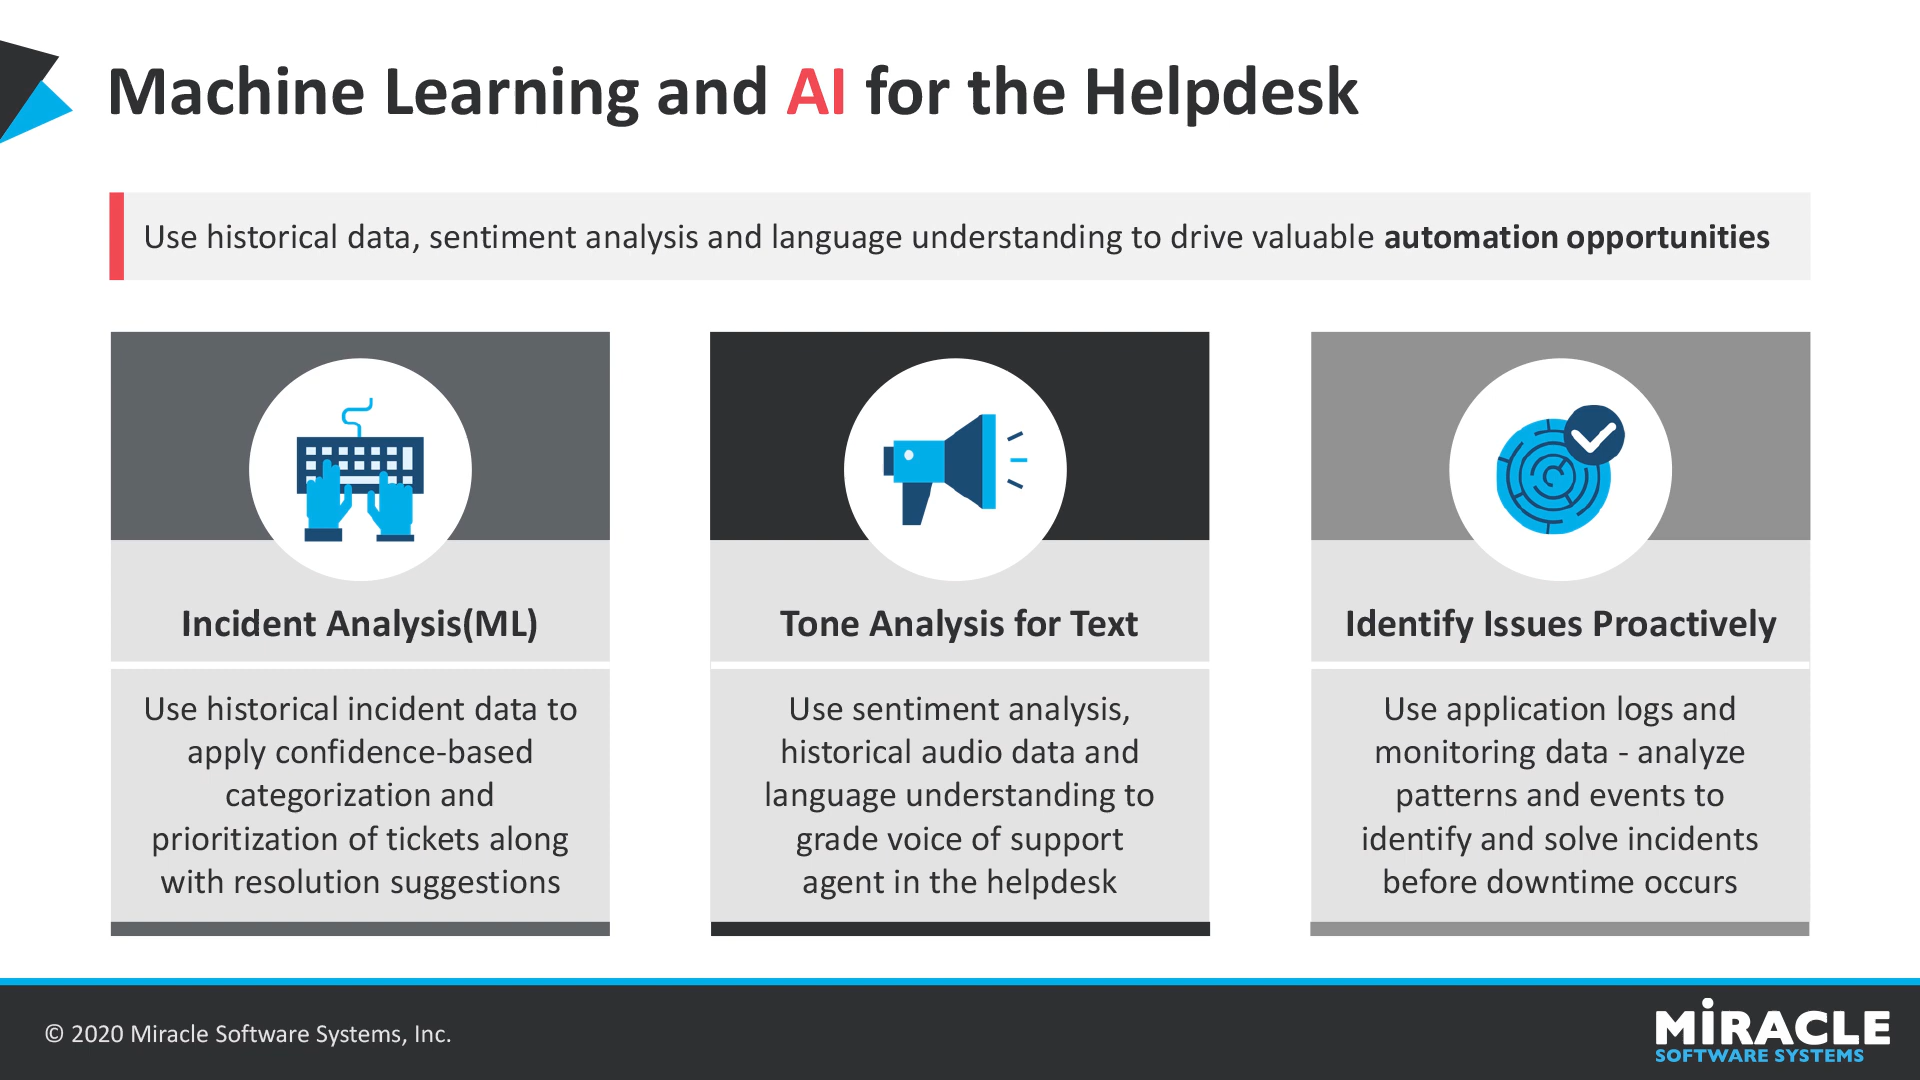 Machine Learning and AI for the Helpdesk
Use historical data, sentiment analysis and language understanding to drive valuable automation opportunities
Incident Analysis(ML)
Use historical incident data to
apply confidence-based
categorization and
prioritization of tickets along
with resolution suggestions
Tone Analysis for Text
Use sentiment analysis,
historical audio data and
language understanding to
grade voice of support
agent in the helpdesk
Identify Issues Proactively
Use application logs and
monitoring data - analyze
patterns and events to
identify and solve incidents
before downtime occurs
© 2020 Miracle Software Systems, Inc.
MiRACLE
SOFTWARE SYSTEMS